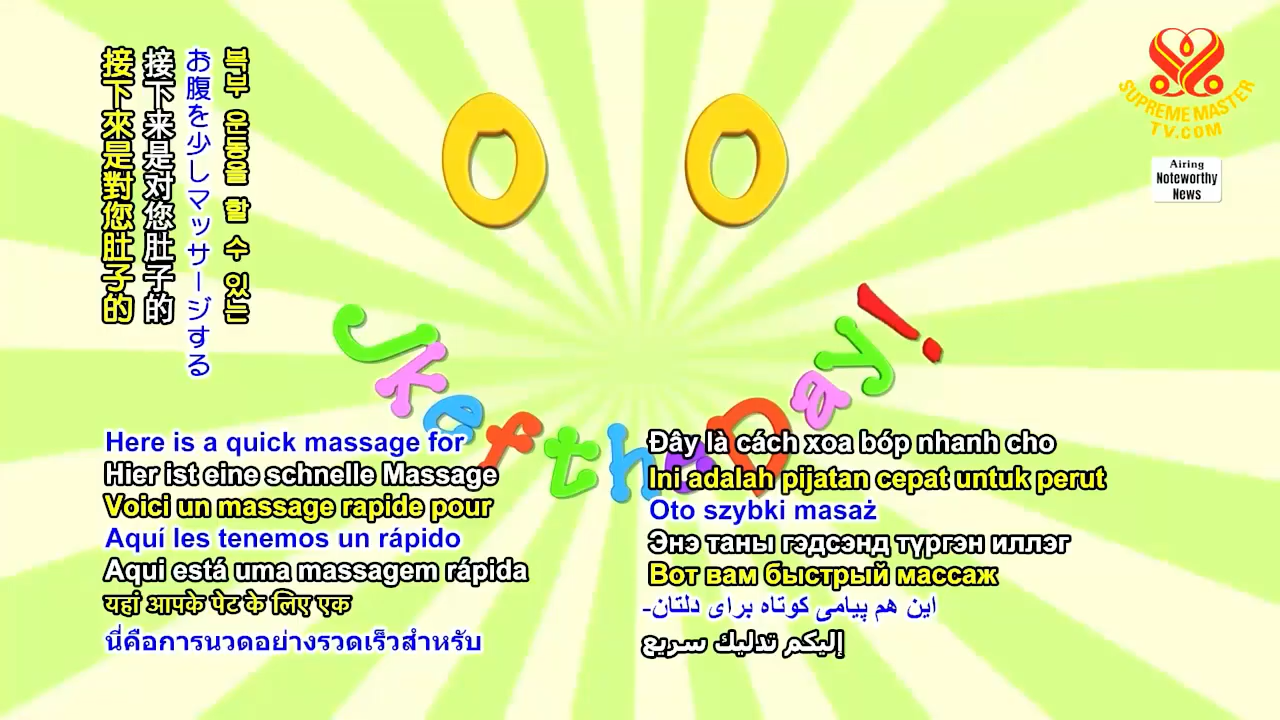 接下來是對您肚子的
接下来是对您肚子的
お腹を少しマッサージする
복부 운동을 할 수 있는
SUPREME MASTER
TV.COM
Airing
Noteworthy
News
Jkef the Day!
Here is a quick massage for
Hier ist eine schnelle Massage
Voici un massage rapide pour
Aquí les tenemos un rápido
Aqui está uma massagem rápida
यहां आपके पेट के लिए एक
นี่คือการนวดอย่างรวดเร็วสำหรับ
Đây là cách xoa bóp nhanh cho
Ini adalah pijatan cepat untuk perut
Oto szybki masaż
Энэ таны гэдсэнд түргэн иллэг
Вот вам быстрый массаж
این هم پیامی کوتاه برای دلتان-
إليكم تدليك سريع